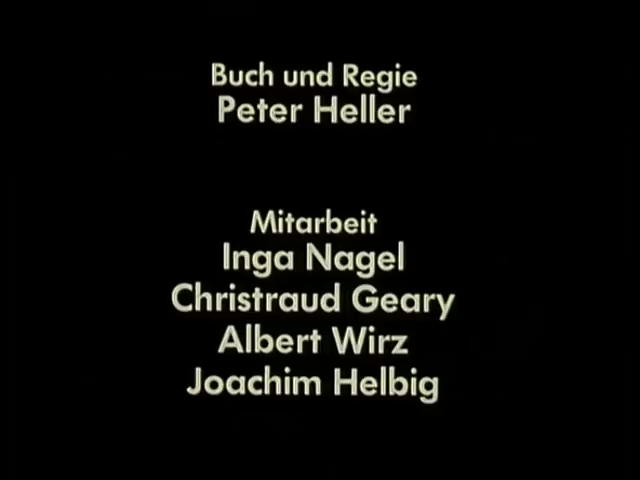 Buch und Regie
Peter Heller
Mitarbeit
Inga Nagel
Christraud Geary
Albert Wirz
Joachim Helbig